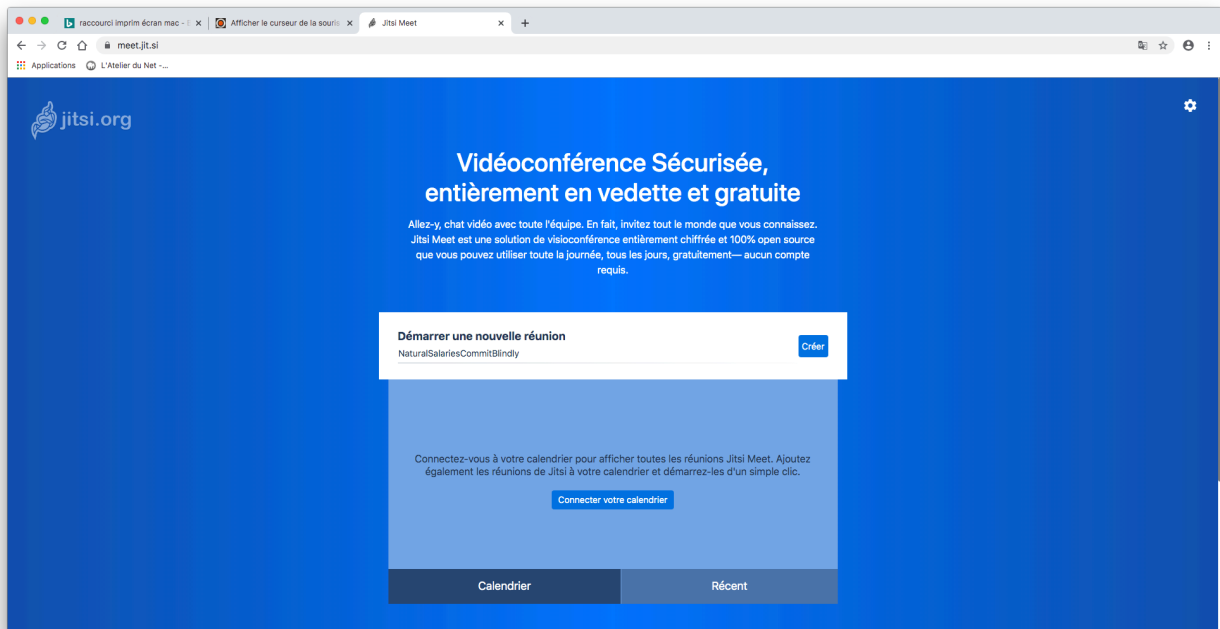 raccourci imprim écran mac -
Afficher le curseur de la souris
Jitsi Meet
meet.jit.si
Applications
L'Atelier du Net -...
jitsi.org
Vidéoconférence Sécurisée,
entièrement en vedette et gratuite
Allez-y, chat vidéo avec toute l'équipe. En fait, invitez tout le monde que vous connaissez.
Jitsi Meet est une solution de visioconférence entièrement chiffrée et 100% open source
que vous pouvez utiliser toute la journée, tous les jours, gratuitement— aucun compte
requis.
Démarrer une nouvelle réunion
NaturalSalariesCommitBlindly
Créer
Connectez-vous à votre calendrier pour afficher toutes les réunions Jitsi Meet. Ajoutez
également les réunions de Jitsi à votre calendrier et démarrez-les d'un simple clic.
Connecter votre calendrier
Calendrier
Récent